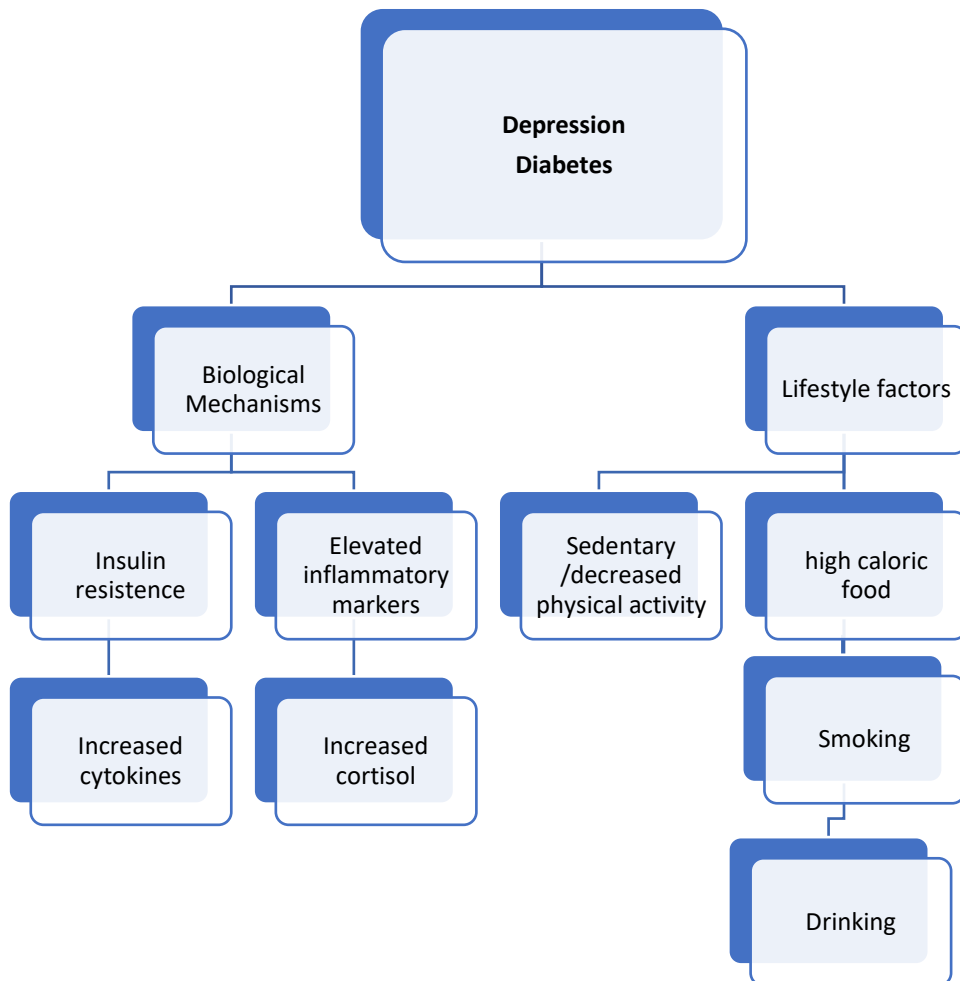 Depression
Diabetes
Biological
Mechanisms
Lifestyle factors
Insulin
resistence
Elevated
inflammatory
markers
Sedentary
/decreased
physical activity
high caloric
food
Increased
cytokines
Increased
cortisol
Smoking
Drinking